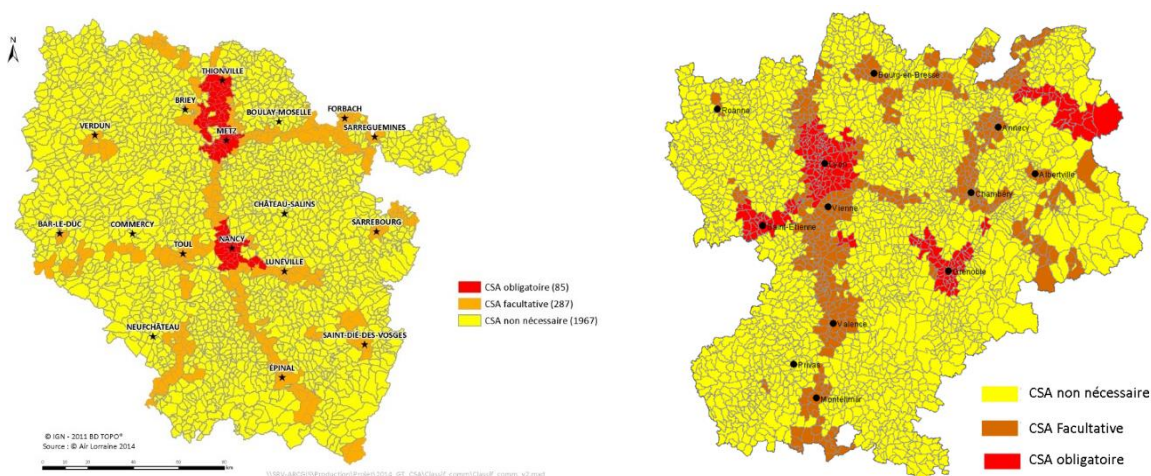 N
THIONVILLE
BRIEY
BOULAY-MOSELLE
FORBACH
VERDUN
METZ
SARREGUEMINES
CHÂTEAU-SALINS
BAR-LE-DUC
COMMERCY
SARREBOURG
NANCY
TOUL
LUNEVILLE
NEUFCHÂTEAU
SAINT-DIE-DES-VOSGES
ÉPINAL
CSA obligatoire (85)
CSA facultative (287)
CSA non nécessaire (1967)
© IGN - 2011 BD TOPO®
Source : © Air Lorraine 2014
Bourg-en-Bresse
Roanne
Annecy
Albertville
Chambéry
Vienne
Saint-Etienne
Grenoble
Valence
Privas
Montélimar
CSA non nécessaire
CSA Facultative
CSA obligatoire